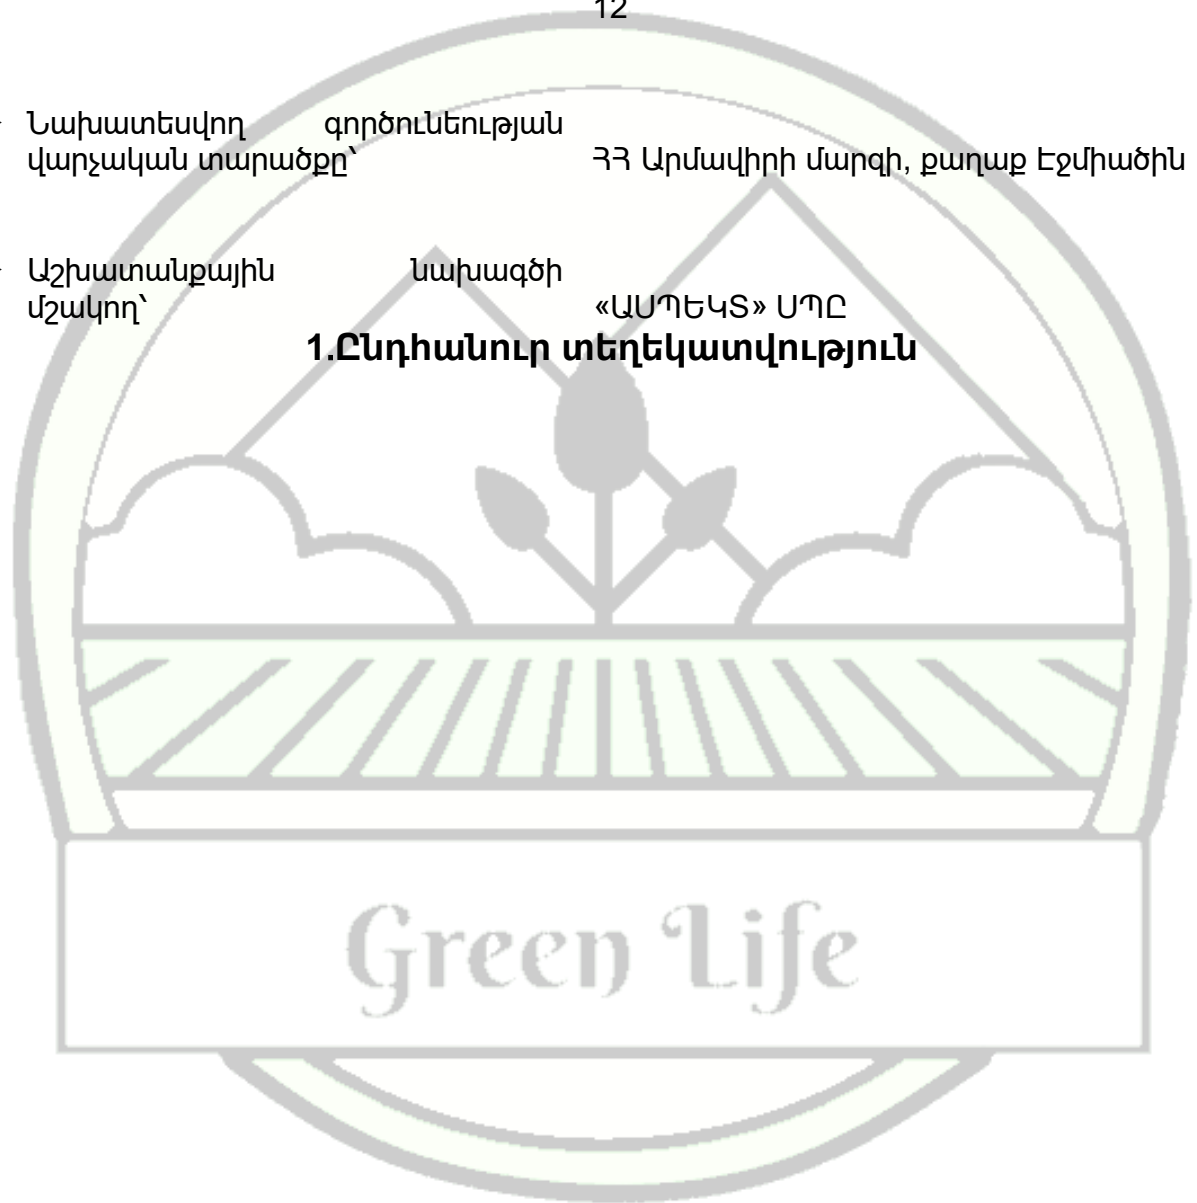 12
Նախատեսվող գործունեության
վարչական տարածքը՝ ՀՀ Արմավիրի մարզի, քաղաք Էջմիածին
Աշխատանքային նախագծի
մշակող՝ «ԱՍՊԵԿՏ» ՍՊԸ
1.Ընդհանուր տեղեկատվություն
Green Life